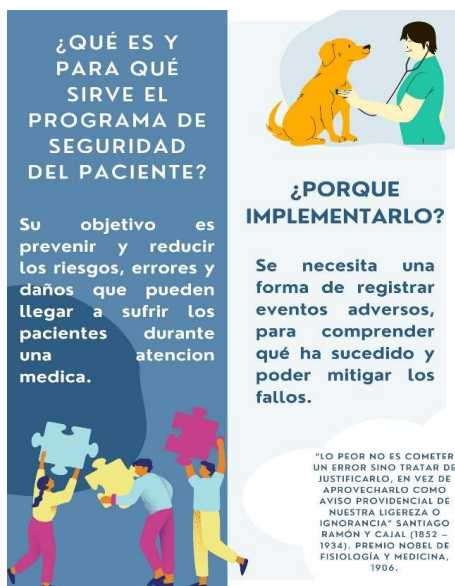 ¿QUÉ ES Y
PARA QUÉ
SIRVE EL
PROGRAMA DE
SEGURIDAD
DEL PACIENTE?
Su objetivo es
prevenir y reducir
los riesgos, errores y
daños que pueden
llegar a sufrir los
pacientes durante
una atencion
medica.
¿PORQUE
IMPLEMENTARLO?
Se necesita una
forma de registrar
eventos adversos,
para comprender
qué ha sucedido y
poder mitigar los
fallos.
"LO PEOR NO ES COMETER
UN ERROR SINO TRATAR DE
JUSTIFICARLO, EN VEZ DE
APROVECHARLO COMO
AVISO PROVIDENCIAL DE
NUESTRA LIGEREZA O
IGNORANCIA" SANTIAGO
RAMÓN Y CAJAL (1852 –
1934). PREMIO NOBEL DE
FISIOLOGÍA Y MEDICINA,
1906.